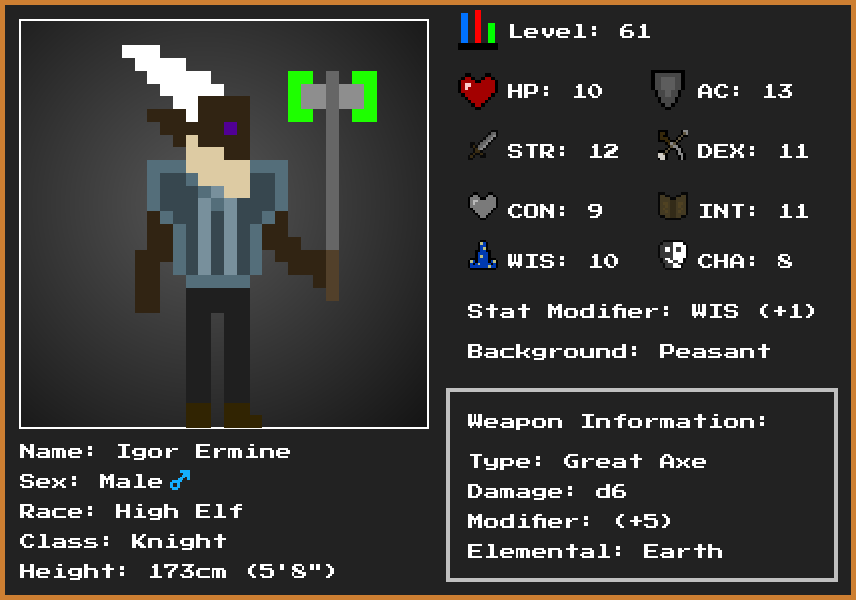 Level: 61
HP: 10 AC: 13
STR: 12 DEX: 11
CON: 9 INT: 11
WIS: 10 CHA: 8
Stat Modifier: WIS (+1)
Background: Peasant
Weapon Information:
Type: Great Axe
Damage: d6
Modifier: (+5)
Elemental: Earth
Name: Igor Ermine
Sex: Male ♂
Race: High Elf
Class: Knight
Height: 173cm (5'8")